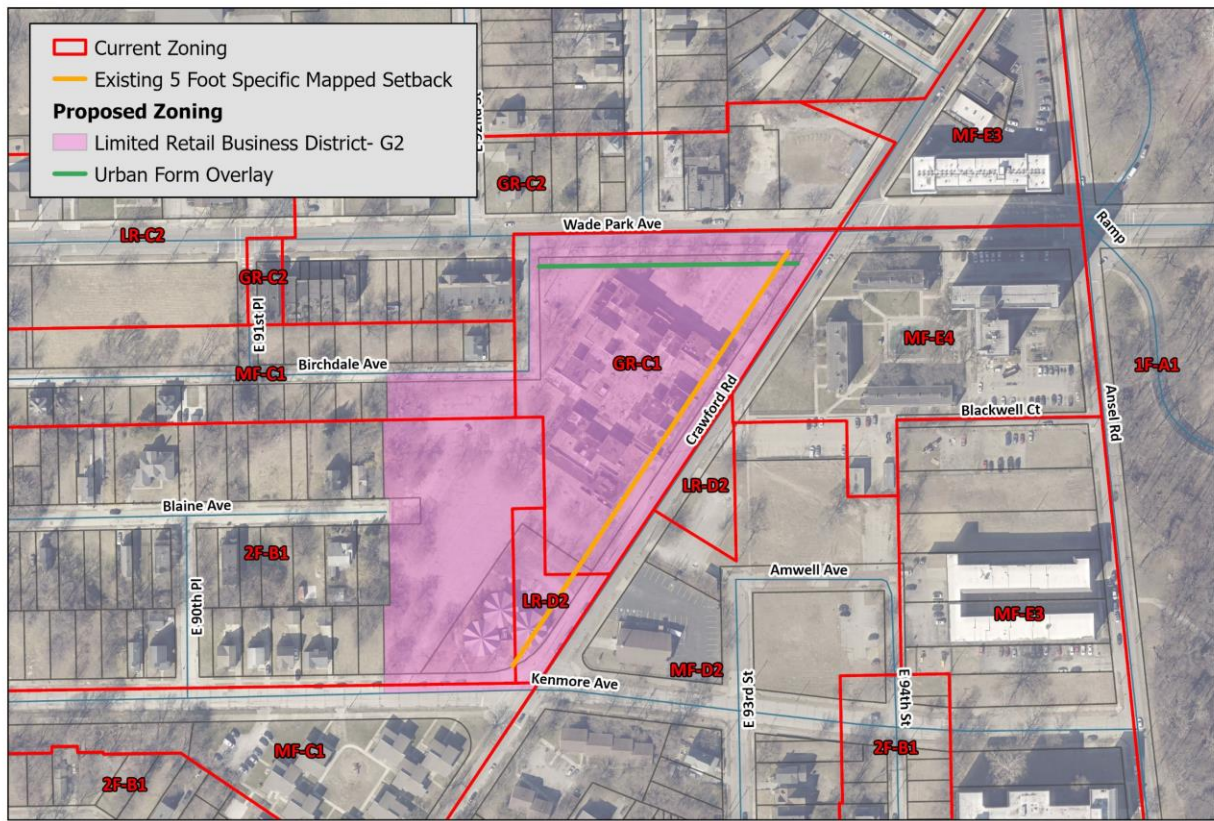 Current Zoning
Existing 5 Foot Specific Mapped Setback
Proposed Zoning
Limited Retail Business District- G2
Urban Form Overlay
MF-E3
GR-C2
Wade Park Ave
Ramp
LR-C2
GR-C2
E 91st Pl
Birchdale Ave
MF-C1
GR-C1
MF-E4
1F-A1
Crawford Rd
Ansel Rd
Blackwell Ct
LR-D2
Blaine Ave
2F-B1
E 90th Pl
Amwell Ave
LR-D2
MF-E3
MF-D2
Kenmore Ave
E 93rd St
E 94th St
MF-C1
2F-B1
2F-B1